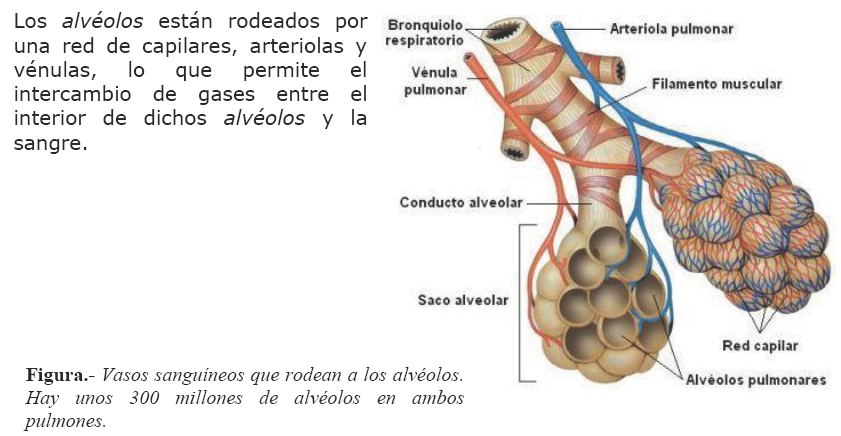 Los alvéolos están rodeados por
una red de capilares, arteriolas y
vénulas, lo que permite el
intercambio de gases entre el
interior de dichos alvéolos y la
sangre.
Bronquiolo
respiratorio
Arteriola pulmonar
Vénula
pulmonar
Filamento muscular
Conducto alveolar
Saco alveolar
Red capilar
Alvéolos pulmonares
Figura.- Vasos sanguíneos que rodean a los alvéolos.
Hay unos 300 millones de alvéolos en ambos
pulmones.